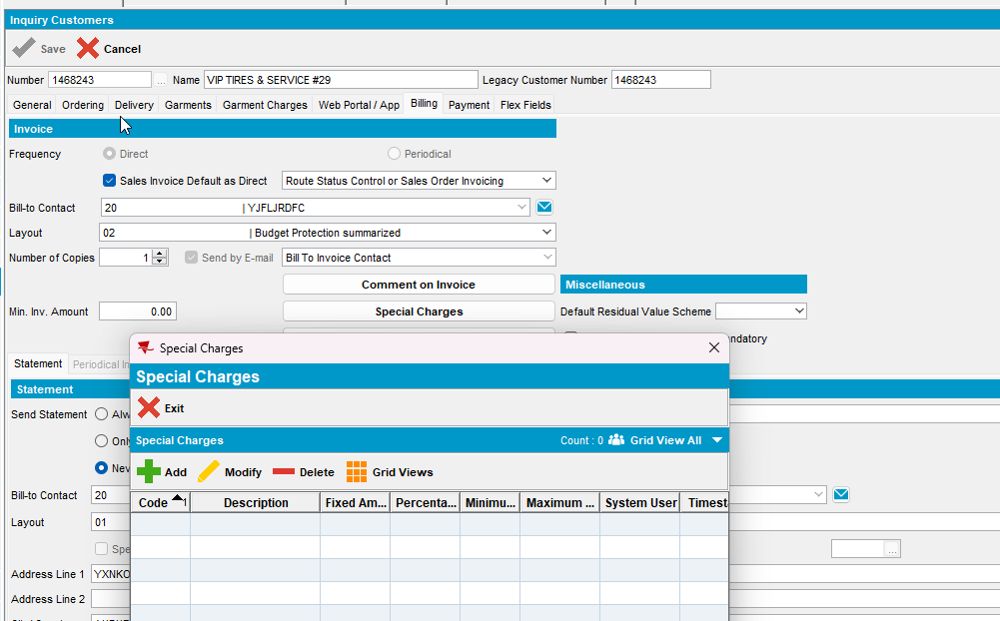 Inquiry Customers
Save Cancel
Number 1468243 ... Name VIP TIRES & SERVICE #29 Legacy Customer Number 1468243
General Ordering Delivery Garments Garment Charges Web Portal / App Billing Payment Flex Fields
Invoice
Frequency Direct Periodical
Sales Invoice Default as Direct Route Status Control or Sales Order Invoicing
Bill-to Contact 20 | YJFLJRDFC
Layout 02 | Budget Protection summarized
Number of Copies 1 Send by E-mail Bill To Invoice Contact
Comment on Invoice Miscellaneous
Min. Inv. Amount 0.00 Special Charges Default Residual Value Scheme
ndatory
Special Charges
Statement Periodical In
Special Charges
Statement
Exit
Send Statement Alw
Special Charges Count : 0 Grid View All
Only
Nev
Add Modify Delete Grid Views
Bill-to Contact 20
Code 1 Description Fixed Am... Percenta... Minimu... Maximum ... System User Timest
Layout 01
Spe ...
Address Line 1 YXNKO
Address Line 2